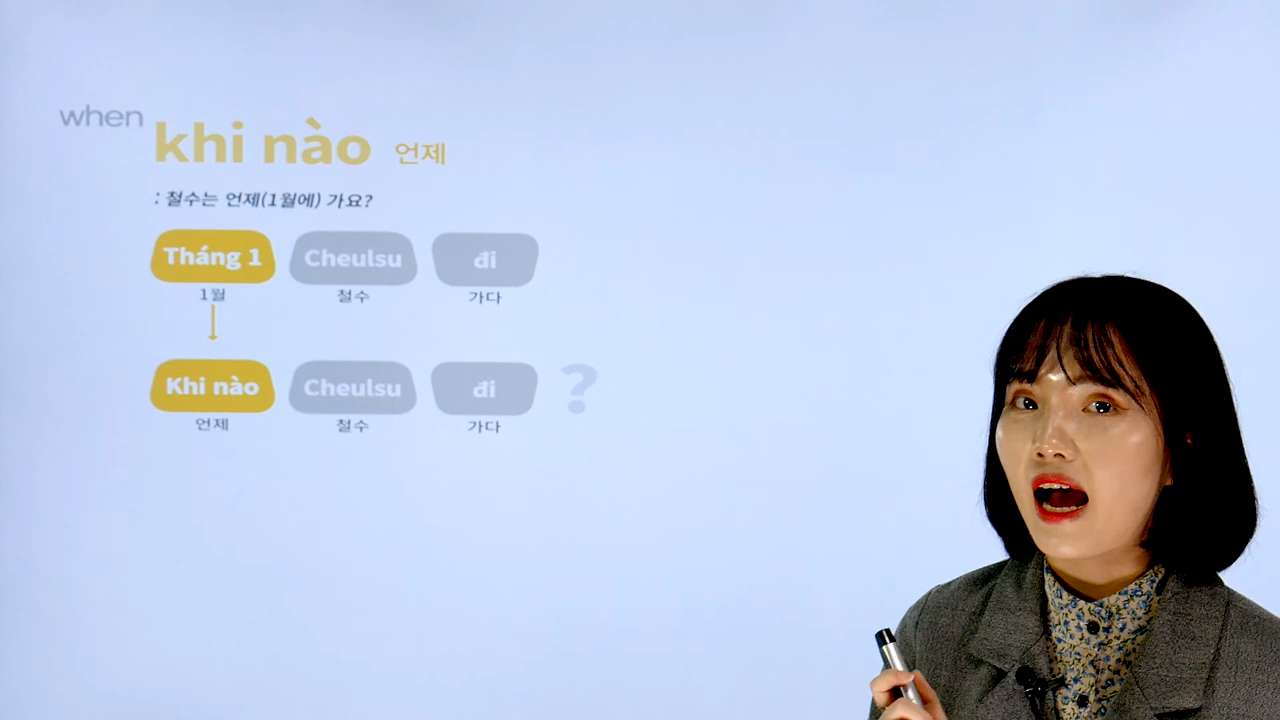 when
khi nào 언제
: 철수는 언제(1월에) 가요?
Tháng 1 Cheulsu đi
1월 철수 가다
Khi nào Cheulsu đi ?
언제 철수 가다